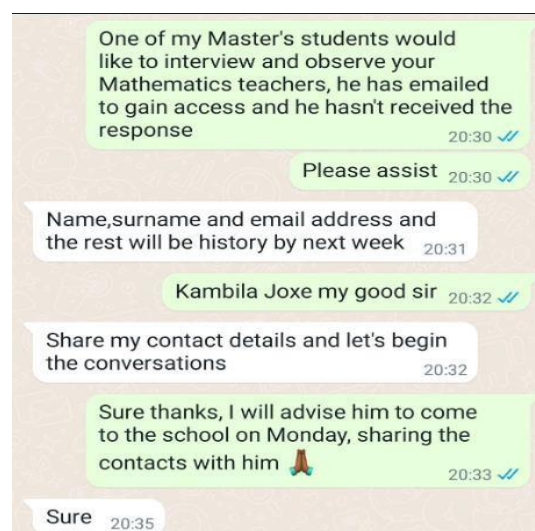 One of my Master's students would
like to interview and observe your
Mathematics teachers, he has emailed
to gain access and he hasn't received the
response
20:30
Please assist 20:30
Name,surname and email address and
the rest will be history by next week 20:31
Kambila Joxe my good sir 20:32
Share my contact details and let's begin
the conversations 20:32
Sure thanks, I will advise him to come
to the school on Monday, sharing the
contacts with him 🙏🏾 20:33
Sure 20:35